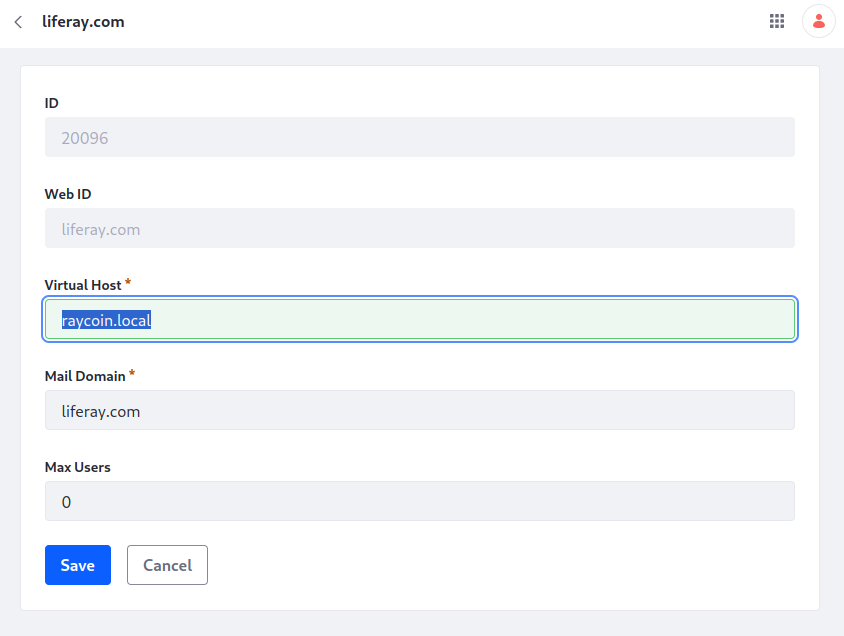 liferay.com
ID
20096
Web ID
liferay.com
Virtual Host *
raycoin.local
Mail Domain *
liferay.com
Max Users
0
Save Cancel